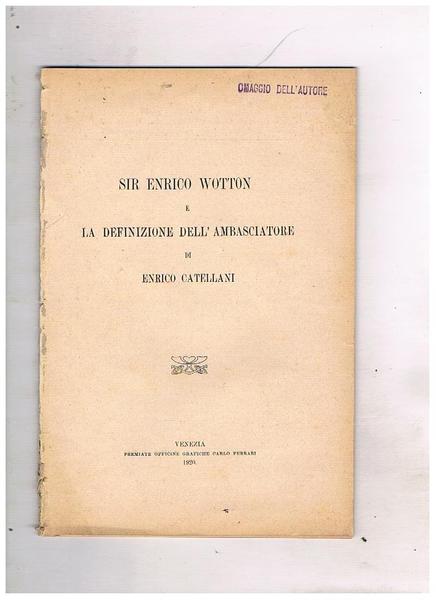 OMAGGIO DELL'AUTORE
SIR ENRICO WOTTON
E
LA DEFINIZIONE DELL'AMBASCIATORE
DI
ENRICO CATELLANI
VENEZIA
PREMIATE OFFICINE GRAFICHE CARLO FERRARI
1920.